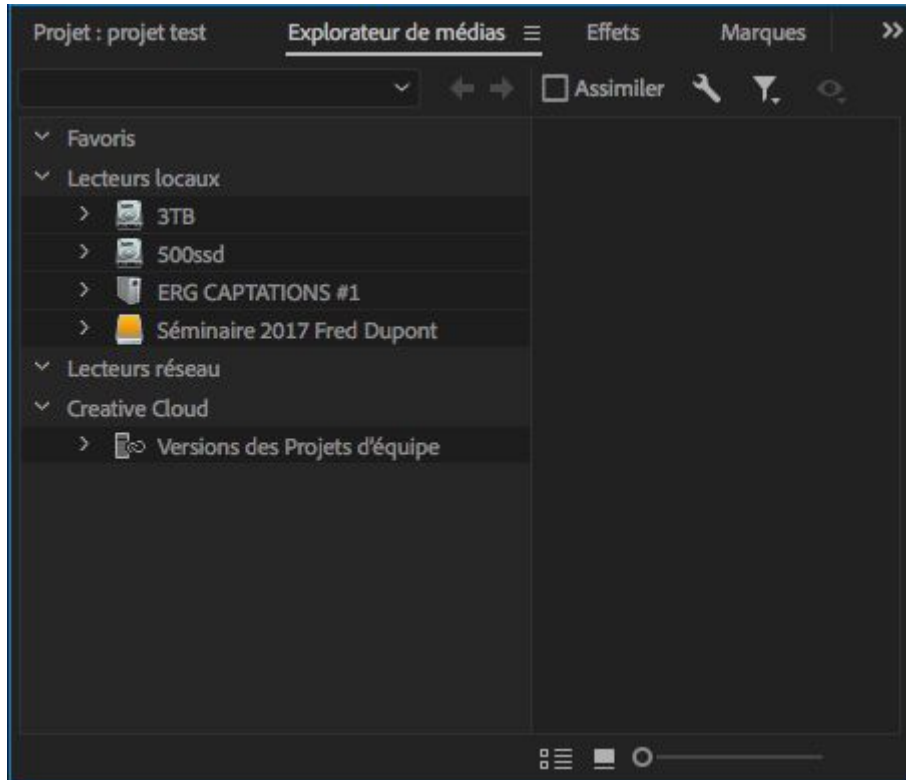 Projet : projet test Explorateur de médias Effets Marques
Assimiler
Favoris
Lecteurs locaux
3TB
500ssd
ERG CAPTATIONS #1
Séminaire 2017 Fred Dupont
Lecteurs réseau
Creative Cloud
Versions des Projets d'équipe